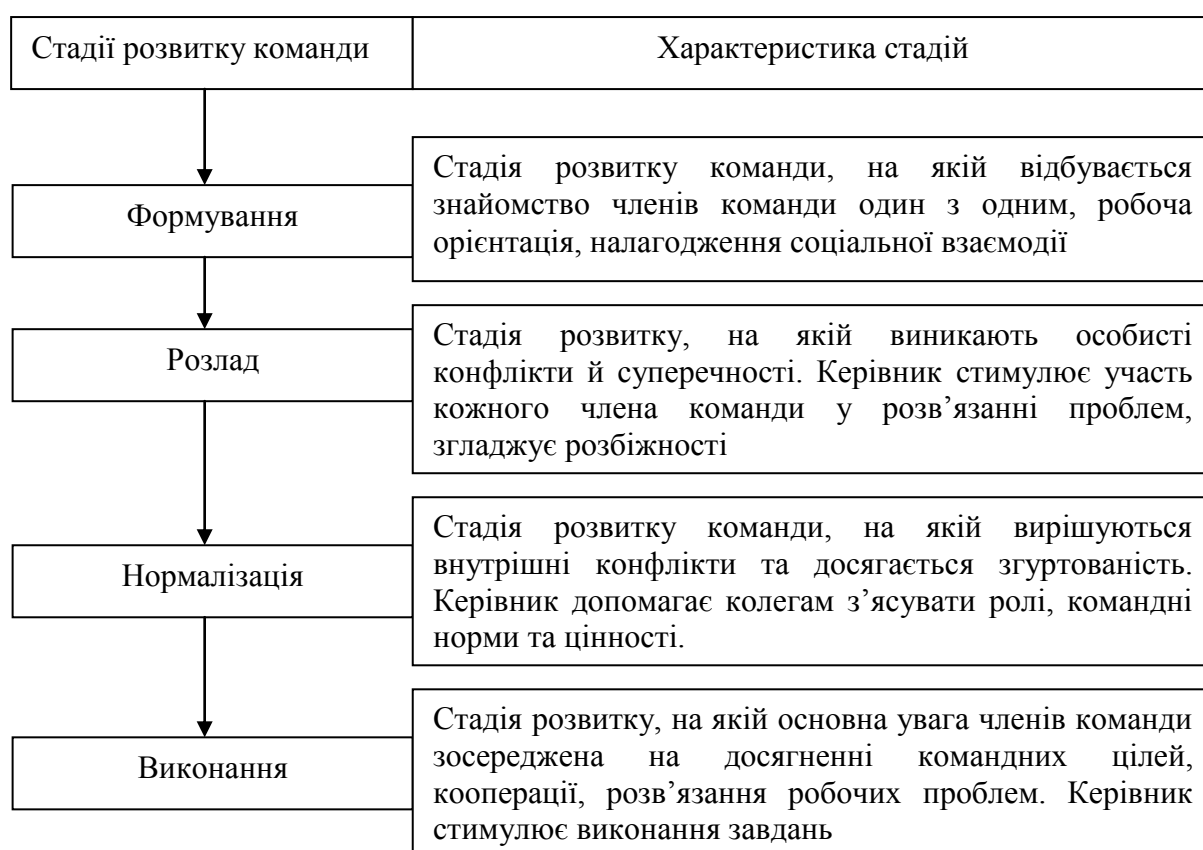 Стадії розвитку команди
Характеристика стадій
Формування
Стадія розвитку команди, на якій відбувається
знайомство членів команди один з одним, робоча
орієнтація, налагодження соціальної взаємодії
Розлад
Стадія розвитку, на якій виникають особисті
конфлікти й суперечності. Керівник стимулює участь
кожного члена команди у розв’язанні проблем,
згладжує розбіжності
Нормалізація
Стадія розвитку команди, на якій вирішуються
внутрішні конфлікти та досягається згуртованість.
Керівник допомагає колегам з’ясувати ролі, командні
норми та цінності.
Виконання
Стадія розвитку, на якій основна увага членів команди
зосереджена на досягненні командних цілей,
кооперації, розв’язання робочих проблем. Керівник
стимулює виконання завдань